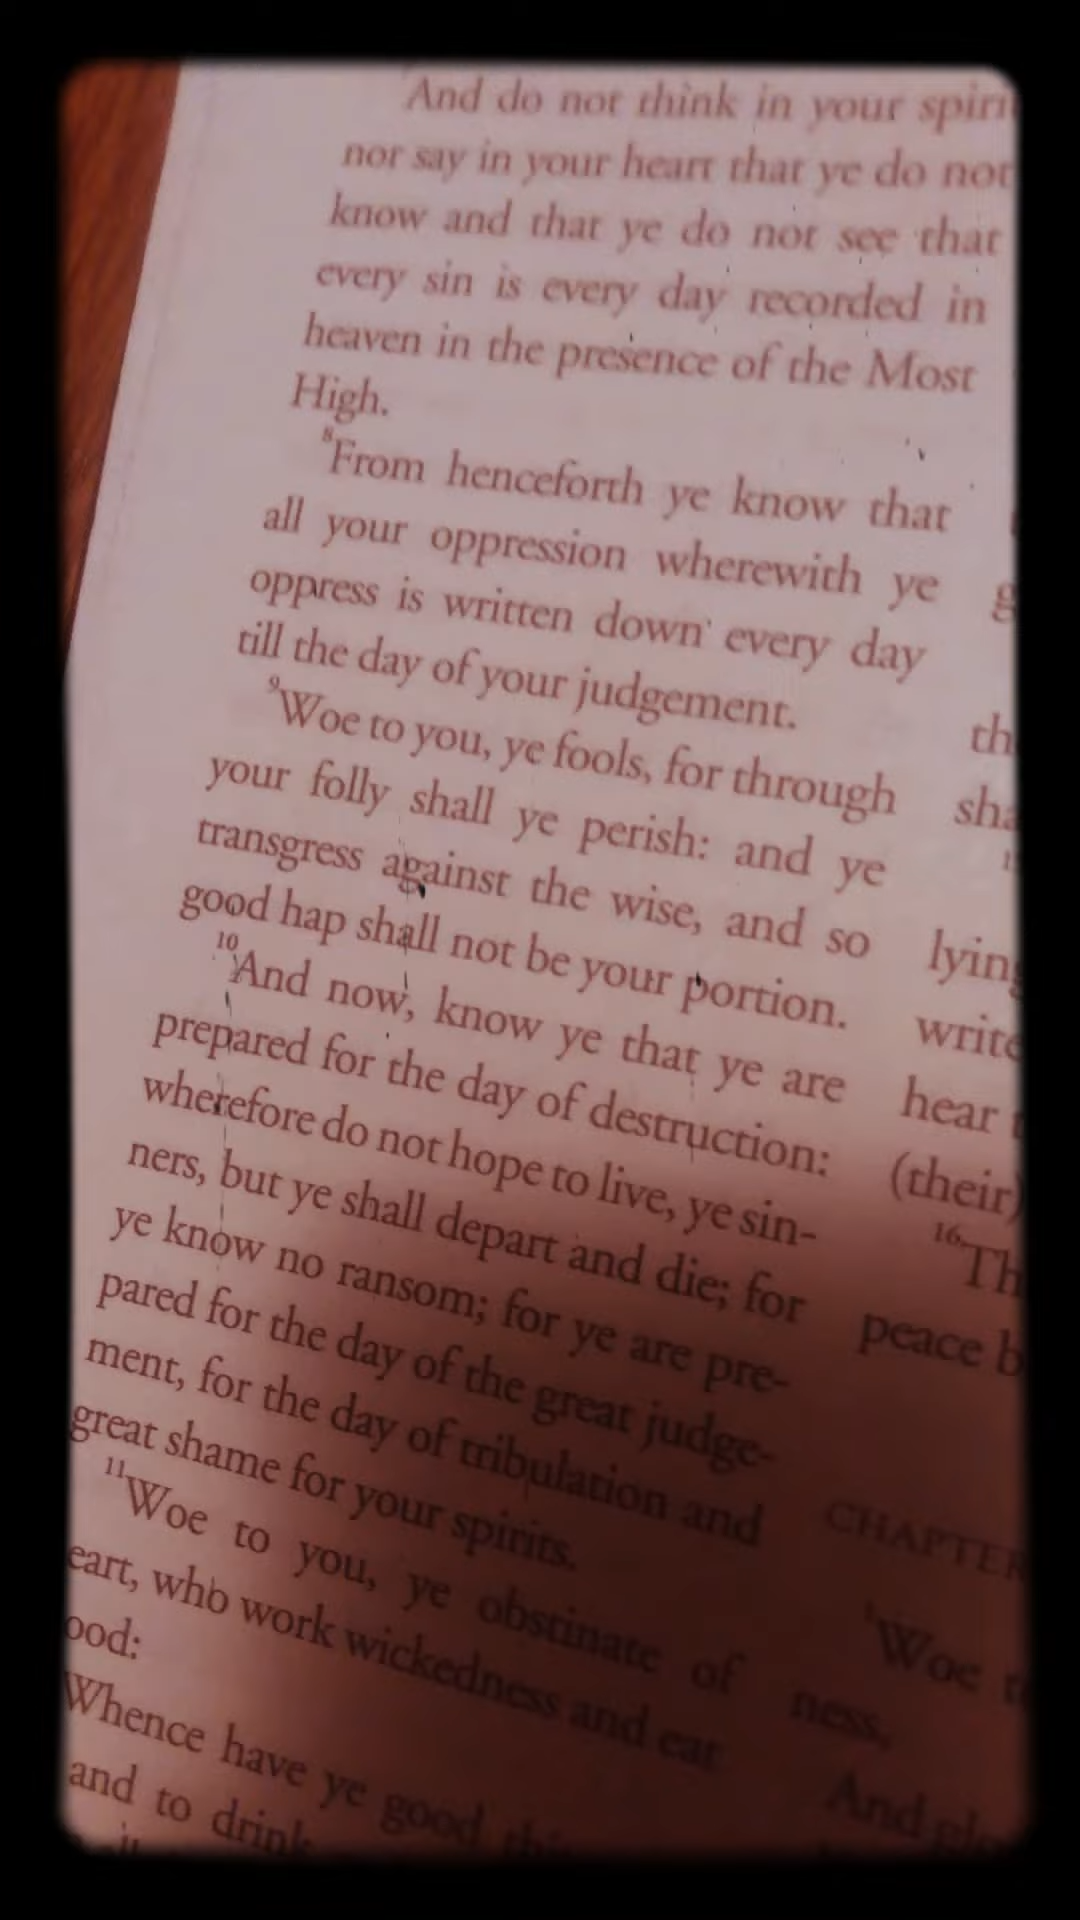 And do not think in your
nor say in your heart that ye do not
know and that ye do not see that
every sin is every day recorded in
heaven in the presence of the Most
High.
8From henceforth ye know that
all your oppression wherewith ye
oppress is written down every day
till the day of your judgement.
9Woe to you, ye fools, for through
your folly shall ye perish: and ye
transgress against the wise, and so
good hap shall not be your portion.
10And now, know ye that ye are
prepared for the day of destruction:
wherefore do not hope to live, ye sin-
ners, but ye shall depart and die; for
ye know no ransom; for ye are pre-
pared for the day of the great judge-
ment, for the day of tribulation and
great shame for your spirits.
11Woe to you, ye obstinate of
eart, who work wickedness and eat
ood:
Whence have ye good
and to drink
th
sha
lying
write
hear
(their)
16Th
peace b
CHAPTER
1Woe
ness,
And